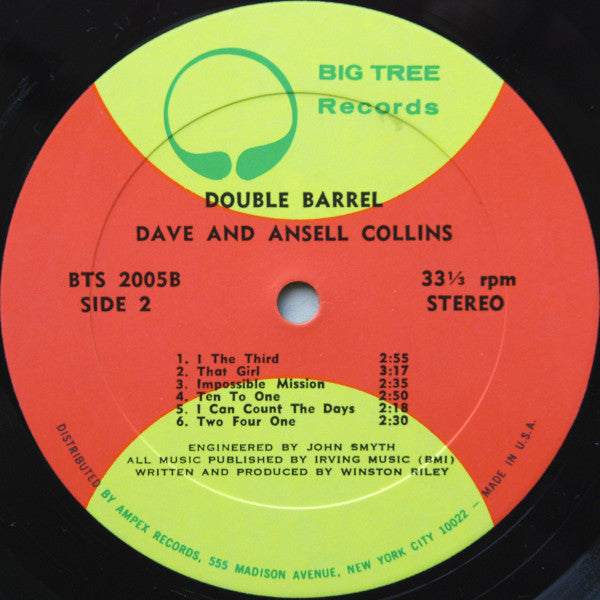 BIG TREE
Records
DOUBLE BARREL
DAVE AND ANSELL COLLINS
BTS 2005B
SIDE 2
33⅓ rpm
STEREO
1. I The Third 2:55
2. That Girl 3:17
3. Impossible Mission 2:35
4. Ten To One 2:50
5. I Can Count The Days 2:18
6. Two Four One 2:30
ENGINEERED BY JOHN SMYTH
ALL MUSIC PUBLISHED BY IRVING MUSIC (BMI)
WRITTEN AND PRODUCED BY WINSTON RILEY
DISTRIBUTED BY AMPEX RECORDS, 555 MADISON AVENUE, NEW YORK CITY 10022 - MADE IN U.S.A.